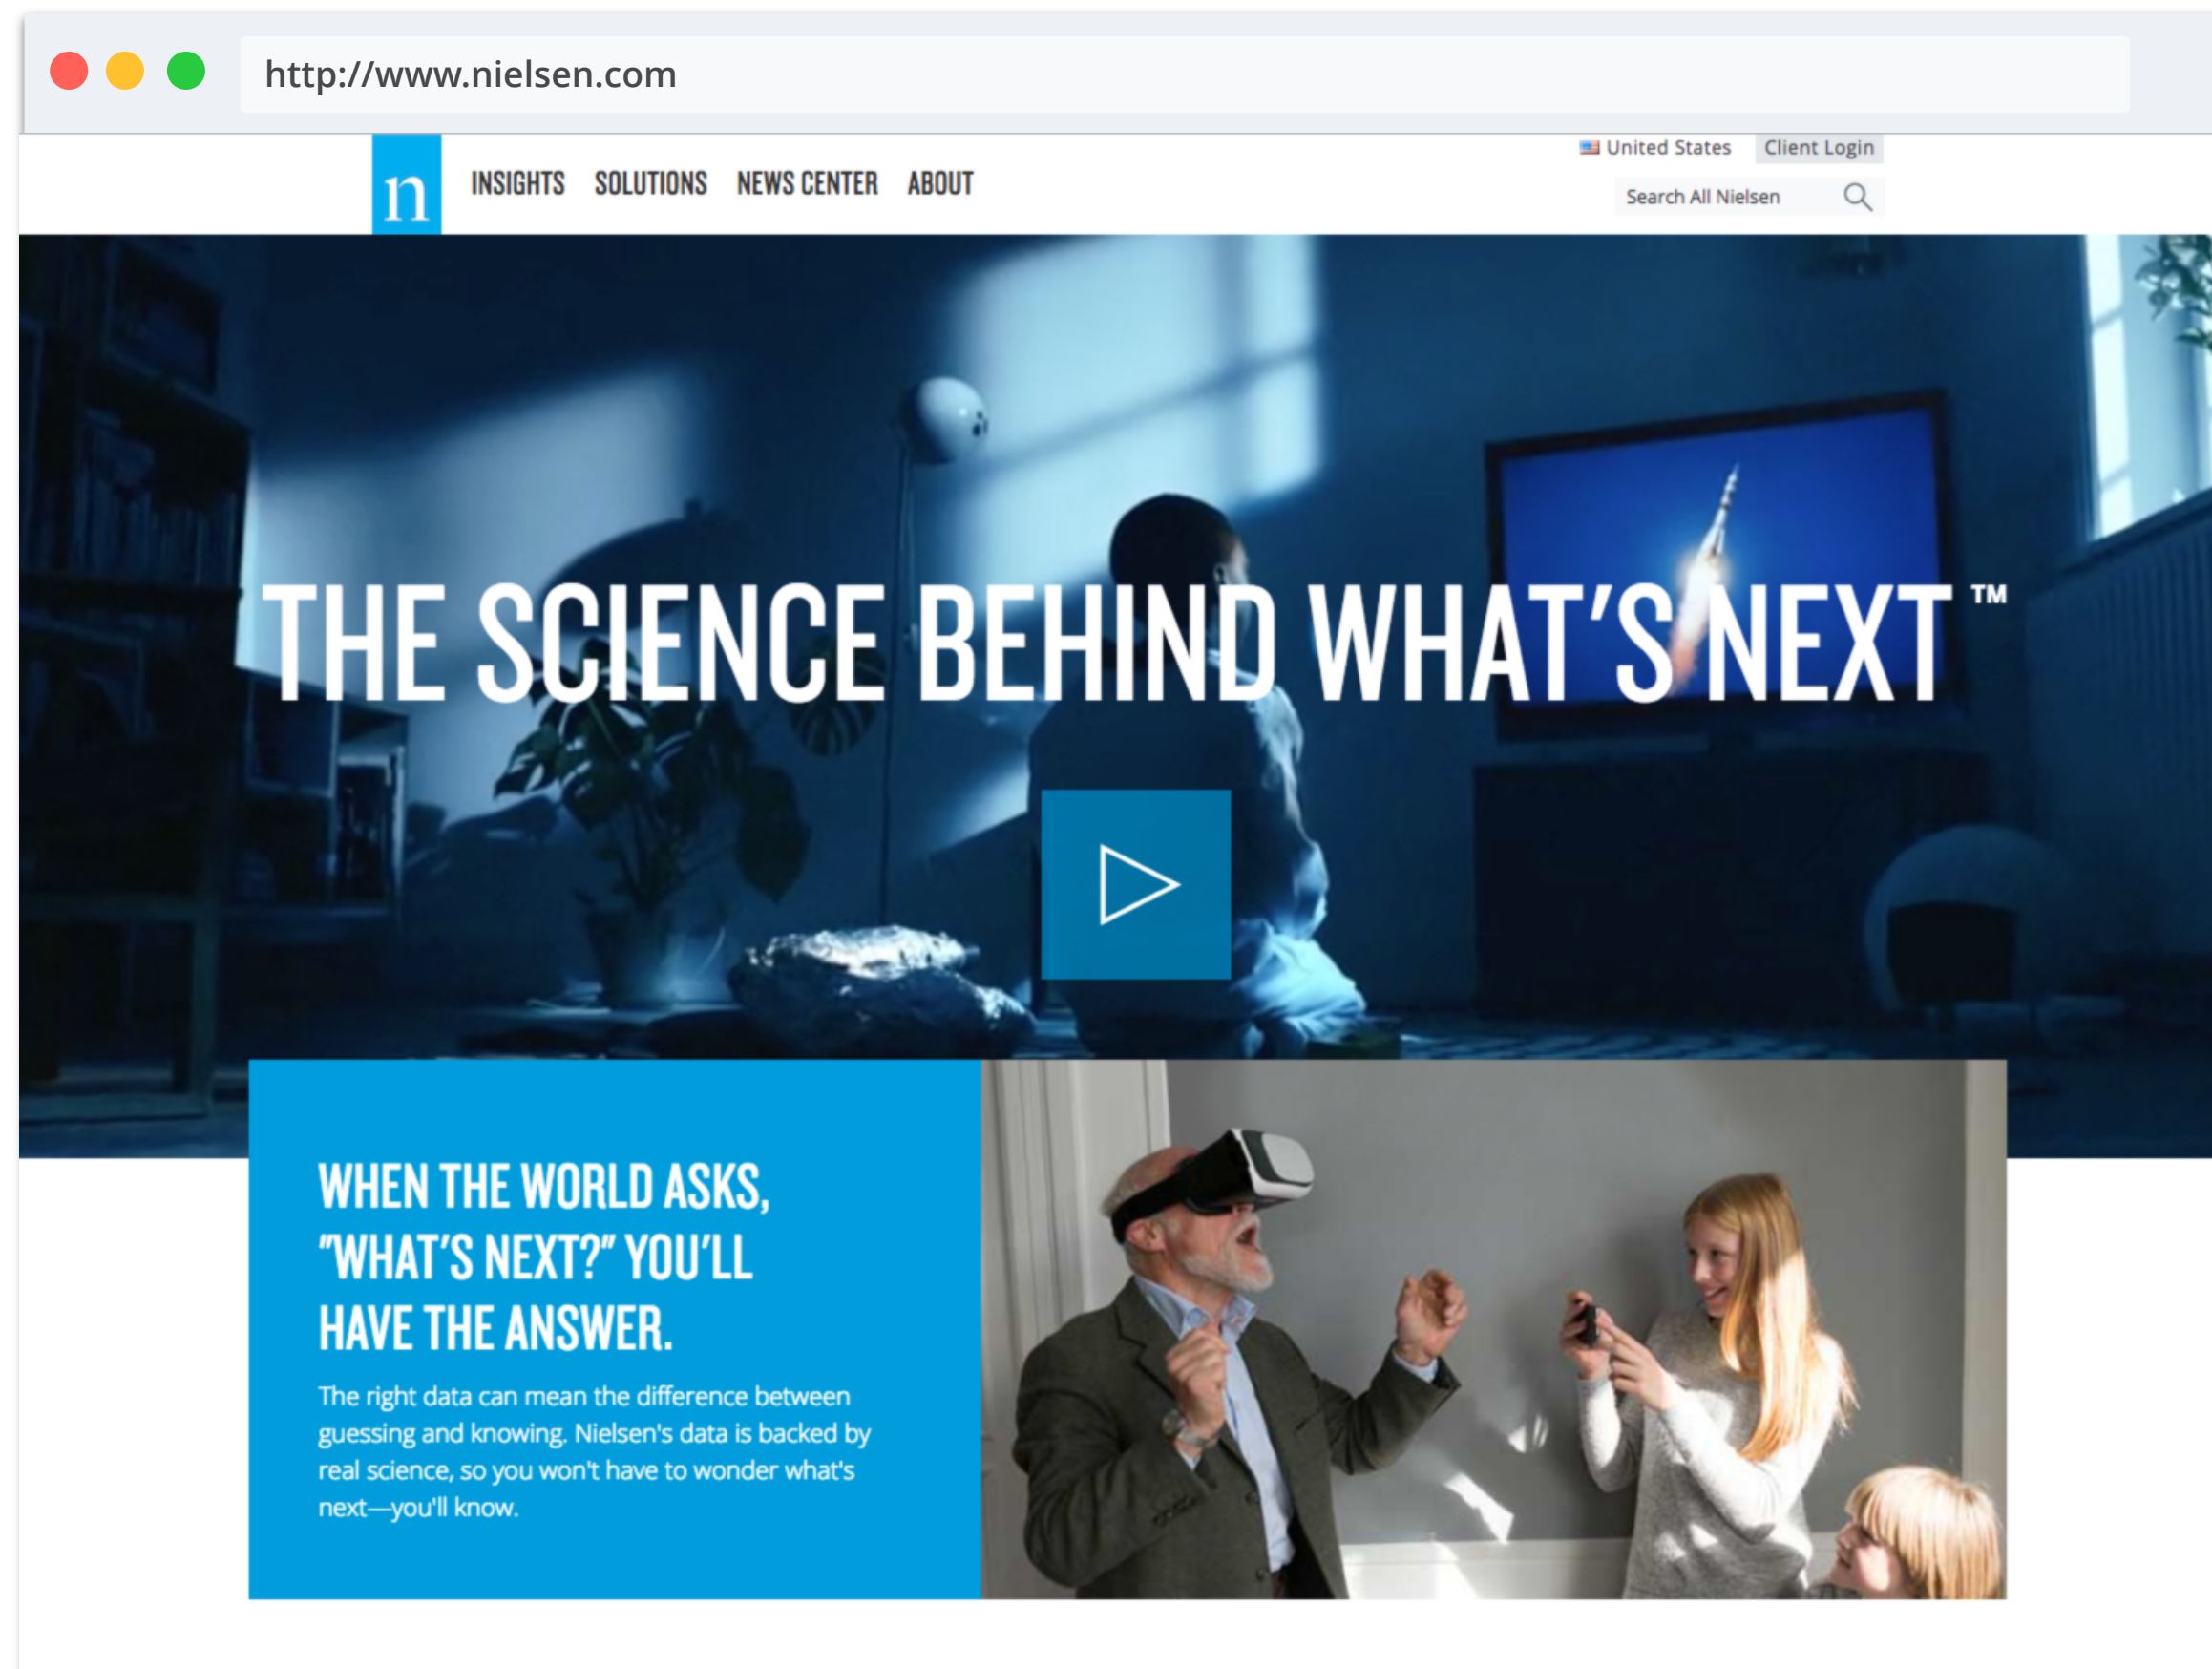 http://www.nielsen.com
United States Client Login
n INSIGHTS SOLUTIONS NEWS CENTER ABOUT
Search All Nielsen
THE SCIENCE BEHIND WHAT'S NEXT™
WHEN THE WORLD ASKS,
"WHAT'S NEXT?" YOU'LL
HAVE THE ANSWER.
The right data can mean the difference between
guessing and knowing. Nielsen's data is backed by
real science, so you won't have to wonder what's
next—you'll know.